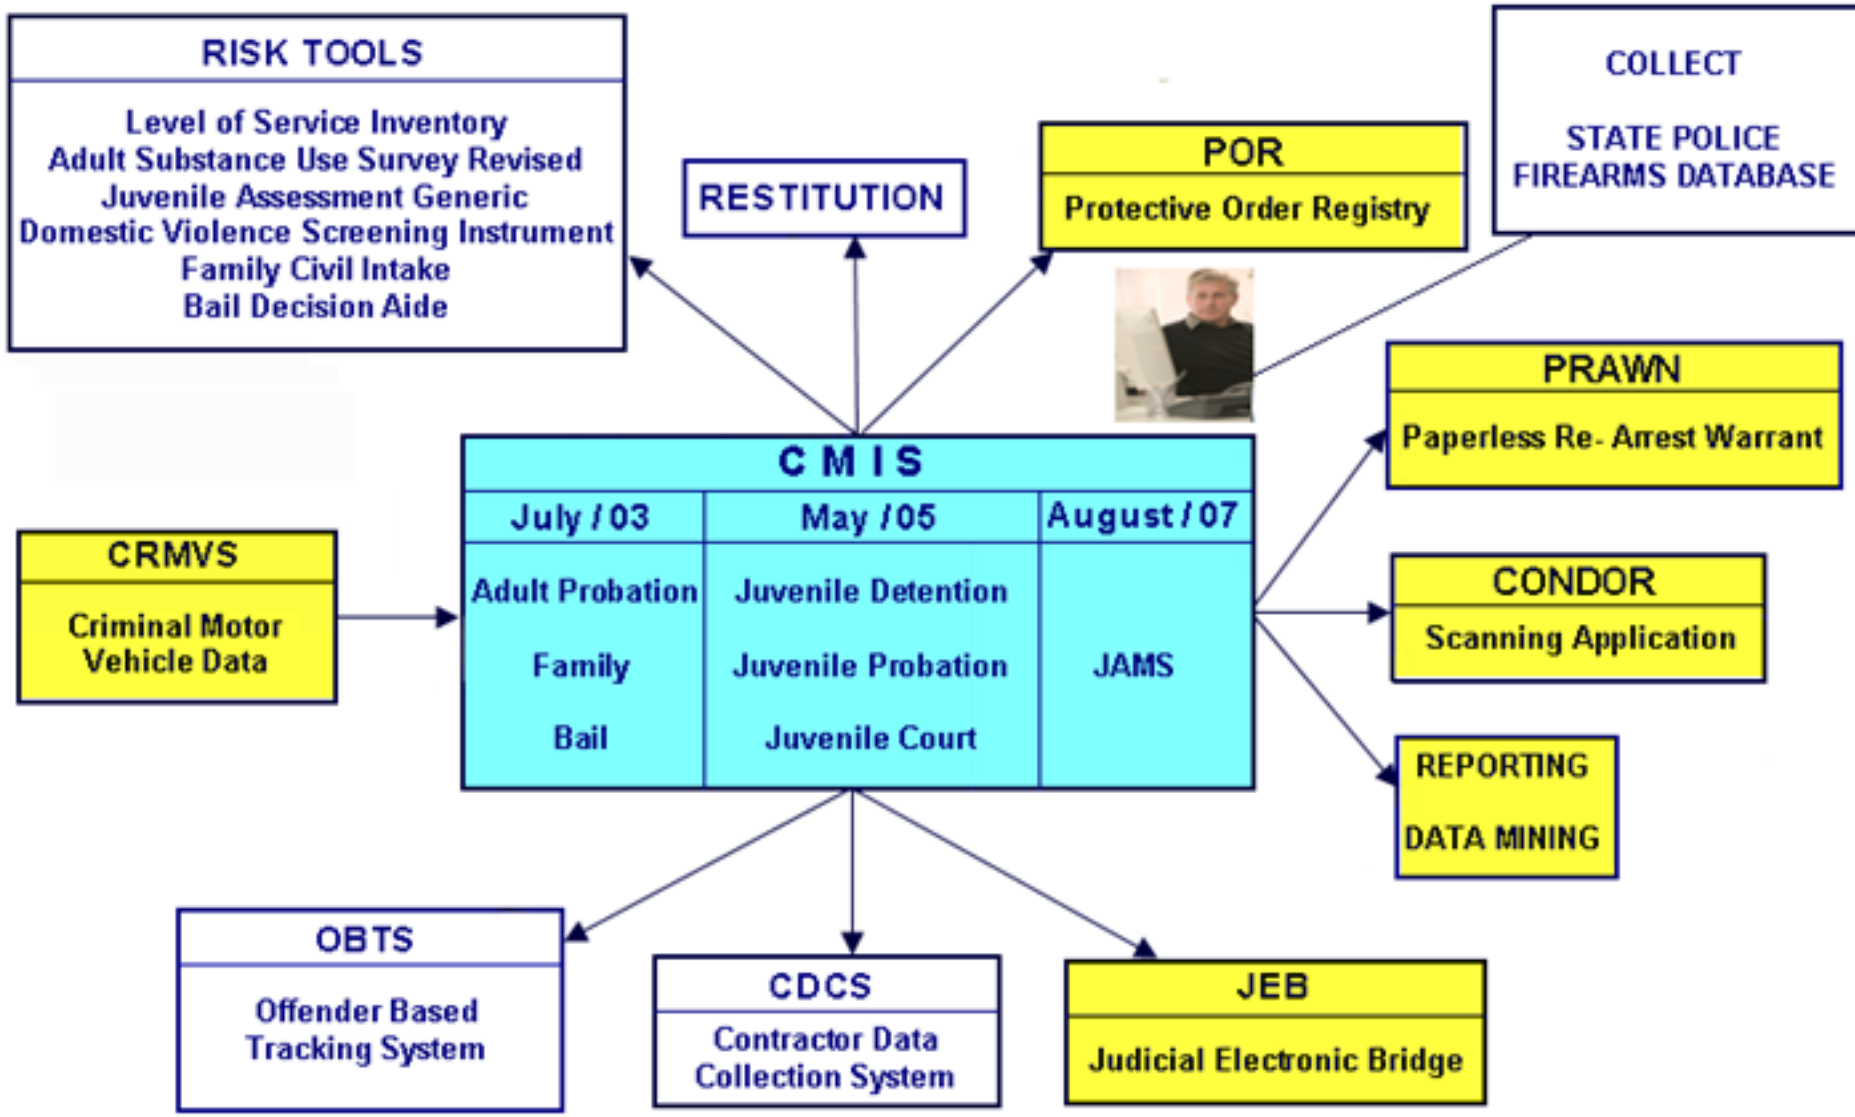 RISK TOOLS
Level of Service Inventory
Adult Substance Use Survey Revised
Juvenile Assessment Generic
Domestic Violence Screening Instrument
Family Civil Intake
Bail Decision Aide
RESTITUTION
POR
Protective Order Registry
COLLECT
STATE POLICE
FIREARMS DATABASE
PRAWN
Paperless Re- Arrest Warrant
CMIS
July / 03
Adult Probation
Family
Bail
May / 05
Juvenile Detention
Juvenile Probation
Juvenile Court
August / 07
JAMS
CRMVS
Criminal Motor
Vehicle Data
CONDOR
Scanning Application
REPORTING
DATA MINING
OBTS
Offender Based
Tracking System
CDCS
Contractor Data
Collection System
JEB
Judicial Electronic Bridge